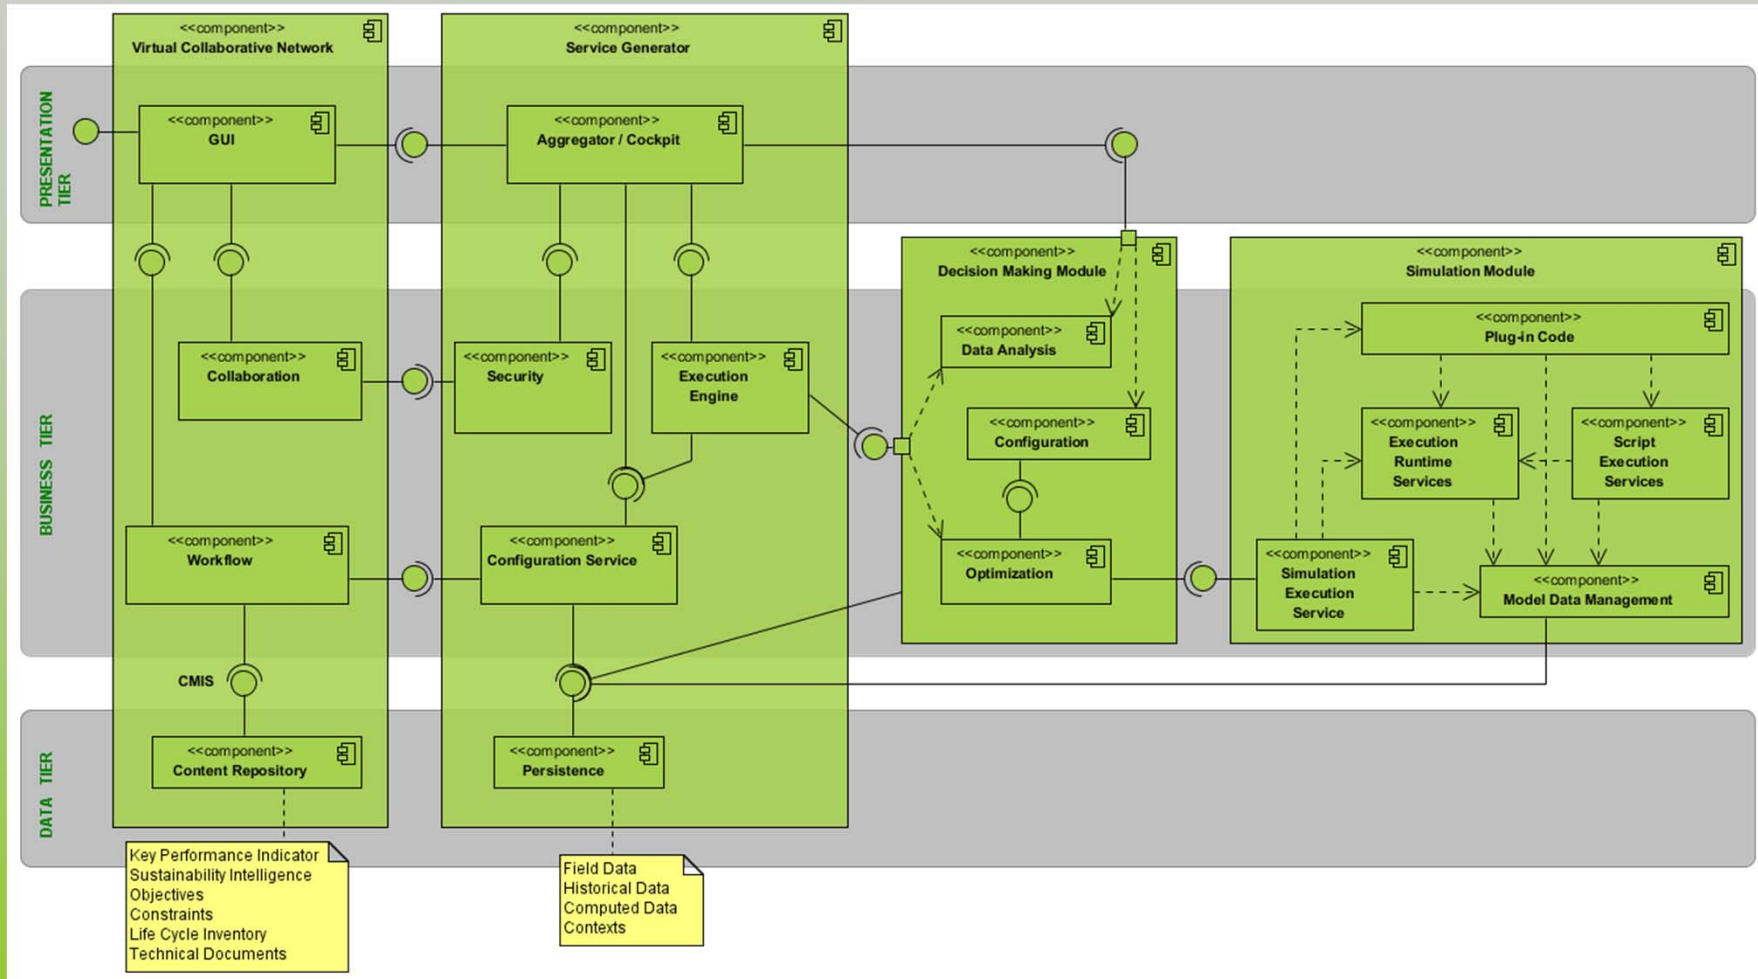 <<component>>
Virtual Collaborative Network
<<component>>
Service Generator
PRESENTATION
TIER
<<component>>
GUI
<<component>>
Aggregator / Cockpit
BUSINESS TIER
<<component>>
Collaboration
<<component>>
Security
<<component>>
Execution
Engine
<<component>>
Workflow
<<component>>
Configuration Service
<<component>>
Decision Making Module
<<component>>
Data Analysis
<<component>>
Configuration
<<component>>
Optimization
<<component>>
Simulation Module
<<component>>
Plug-in Code
<<component>>
Execution
Runtime
Services
<<component>>
Script
Execution
Services
<<component>>
Simulation
Execution
Service
<<component>>
Model Data Management
CMIS
DATA TIER
<<component>>
Content Repository
<<component>>
Persistence
Key Performance Indicator
Sustainability Intelligence
Objectives
Constraints
Life Cycle Inventory
Technical Documents
Field Data
Historical Data
Computed Data
Contexts